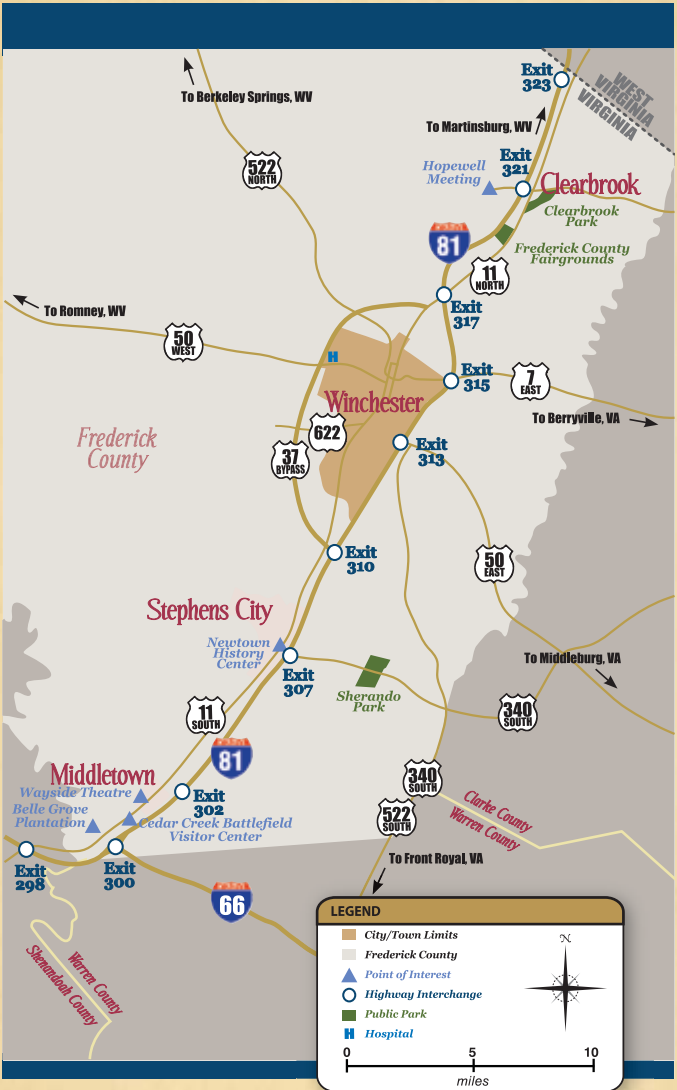 Exit
323
WEST
VIRGINIA
VIRGINIA
To Berkeley Springs, WV
To Martinsburg, WV
522
NORTH
Hopewell
Meeting
Exit
321
Clearbrook
Clearbrook
Park
81
Frederick County
Fairgrounds
11
NORTH
To Romney, WV
Exit
317
50
WEST
H
Exit
315
7
EAST
Winchester
To Berryville, VA
Frederick
County
622
37
BYPASS
Exit
313
Exit
310
50
EAST
Stephens City
Newtown
History
Center
Exit
307
To Middleburg, VA
Sherando
Park
11
SOUTH
340
SOUTH
81
Middletown
Wayside Theatre
Exit
302
340
SOUTH
Belle Grove
Plantation
Cedar Creek Battlefield
Visitor Center
522
SOUTH
Clarke County
Warren County
Exit
298
Exit
300
To Front Royal, VA
66
Warren County
Shenandoah County
LEGEND
City/Town Limits
Frederick County
Point of Interest
Highway Interchange
Public Park
H Hospital
N
0 5 10
miles